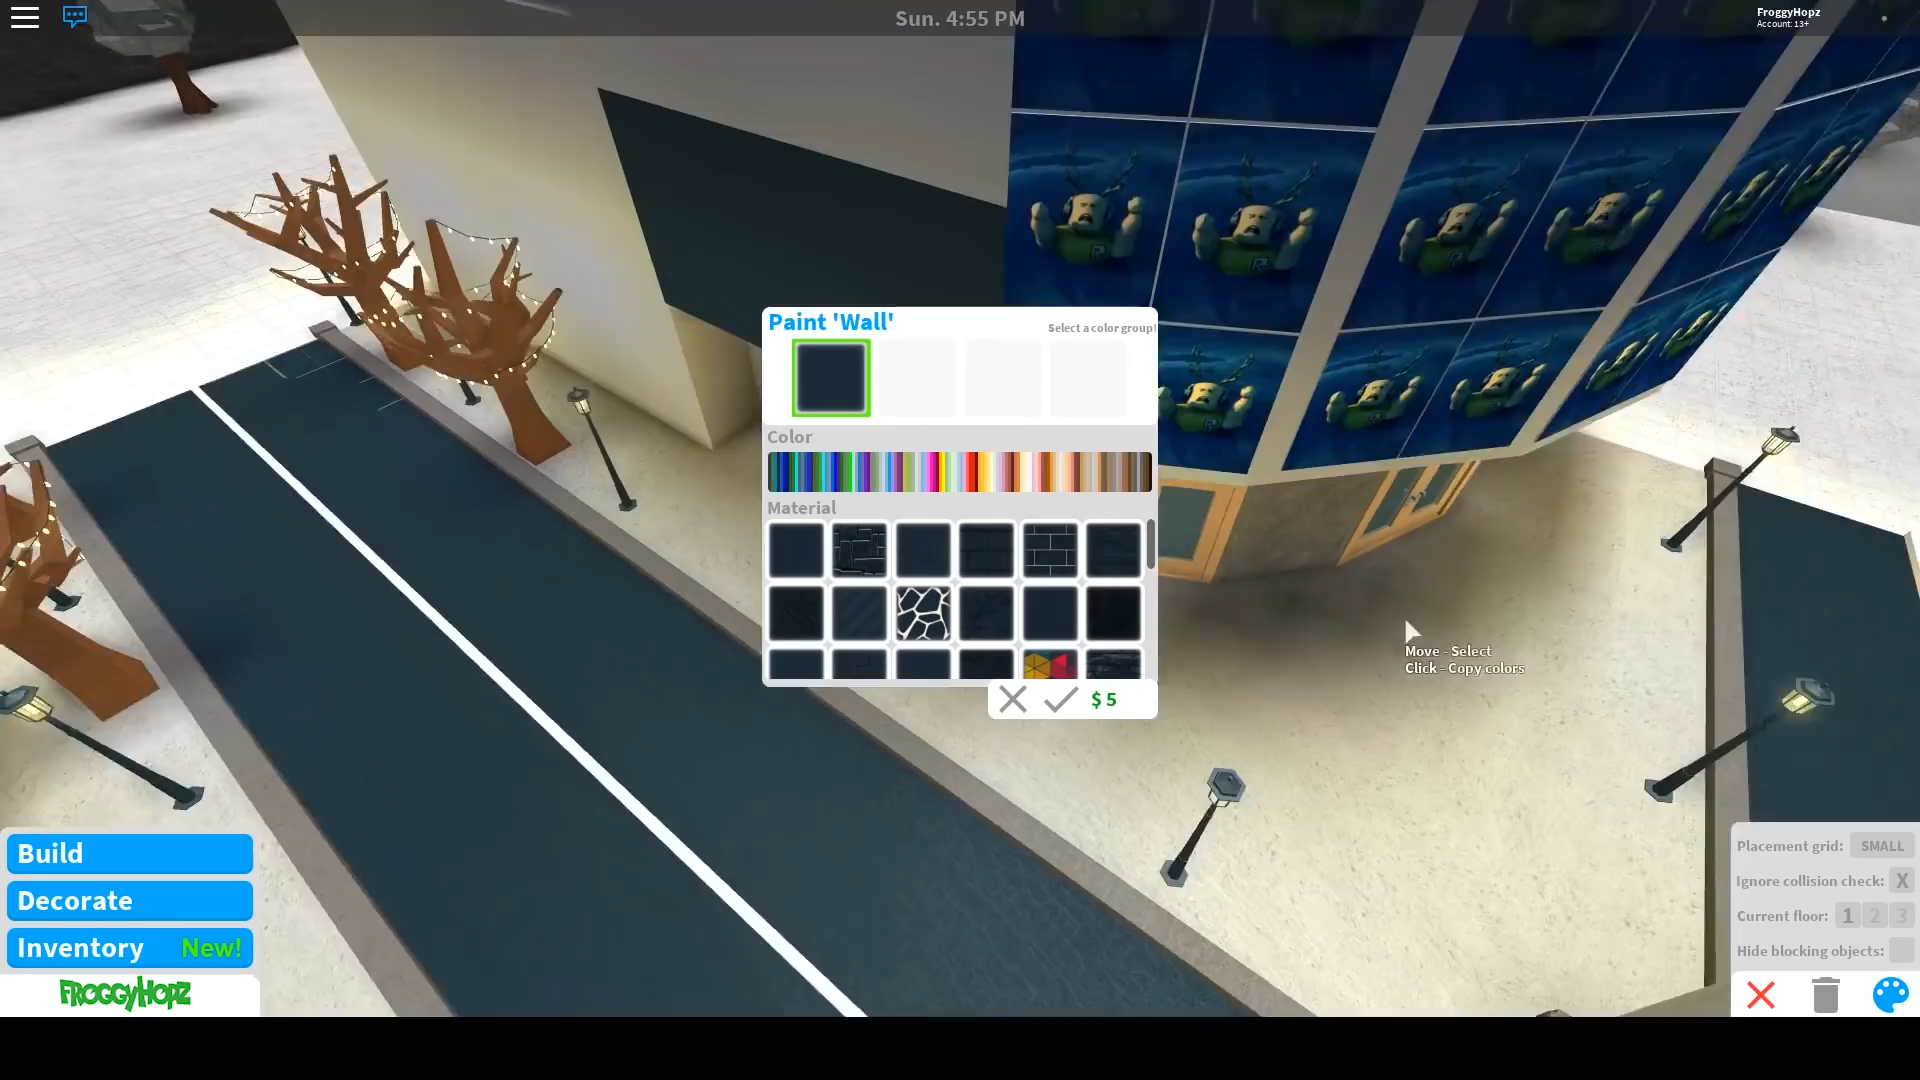 Sun. 4:55 PM
FroggyHopz
Account: 13+
Paint 'Wall'
Select a color group!
Color
Material
$ 5
Move - Select
Click - Copy colors
Build
Decorate
Inventory New!
FROGGYHOPZ
Placement grid: SMALL
Ignore collision check: X
Current floor: 1 2 3
Hide blocking objects: